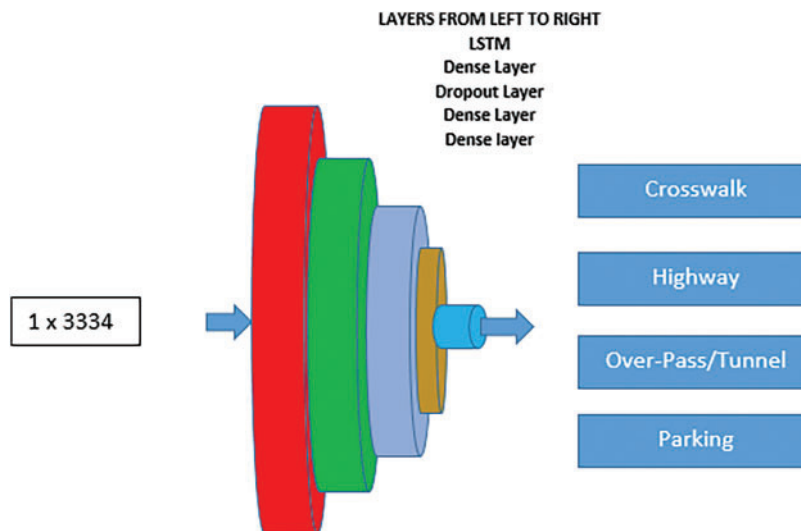 LAYERS FROM LEFT TO RIGHT
LSTM
Dense Layer
Dropout Layer
Dense Layer
Dense layer
1 x 3334
Crosswalk
Highway
Over-Pass/Tunnel
Parking